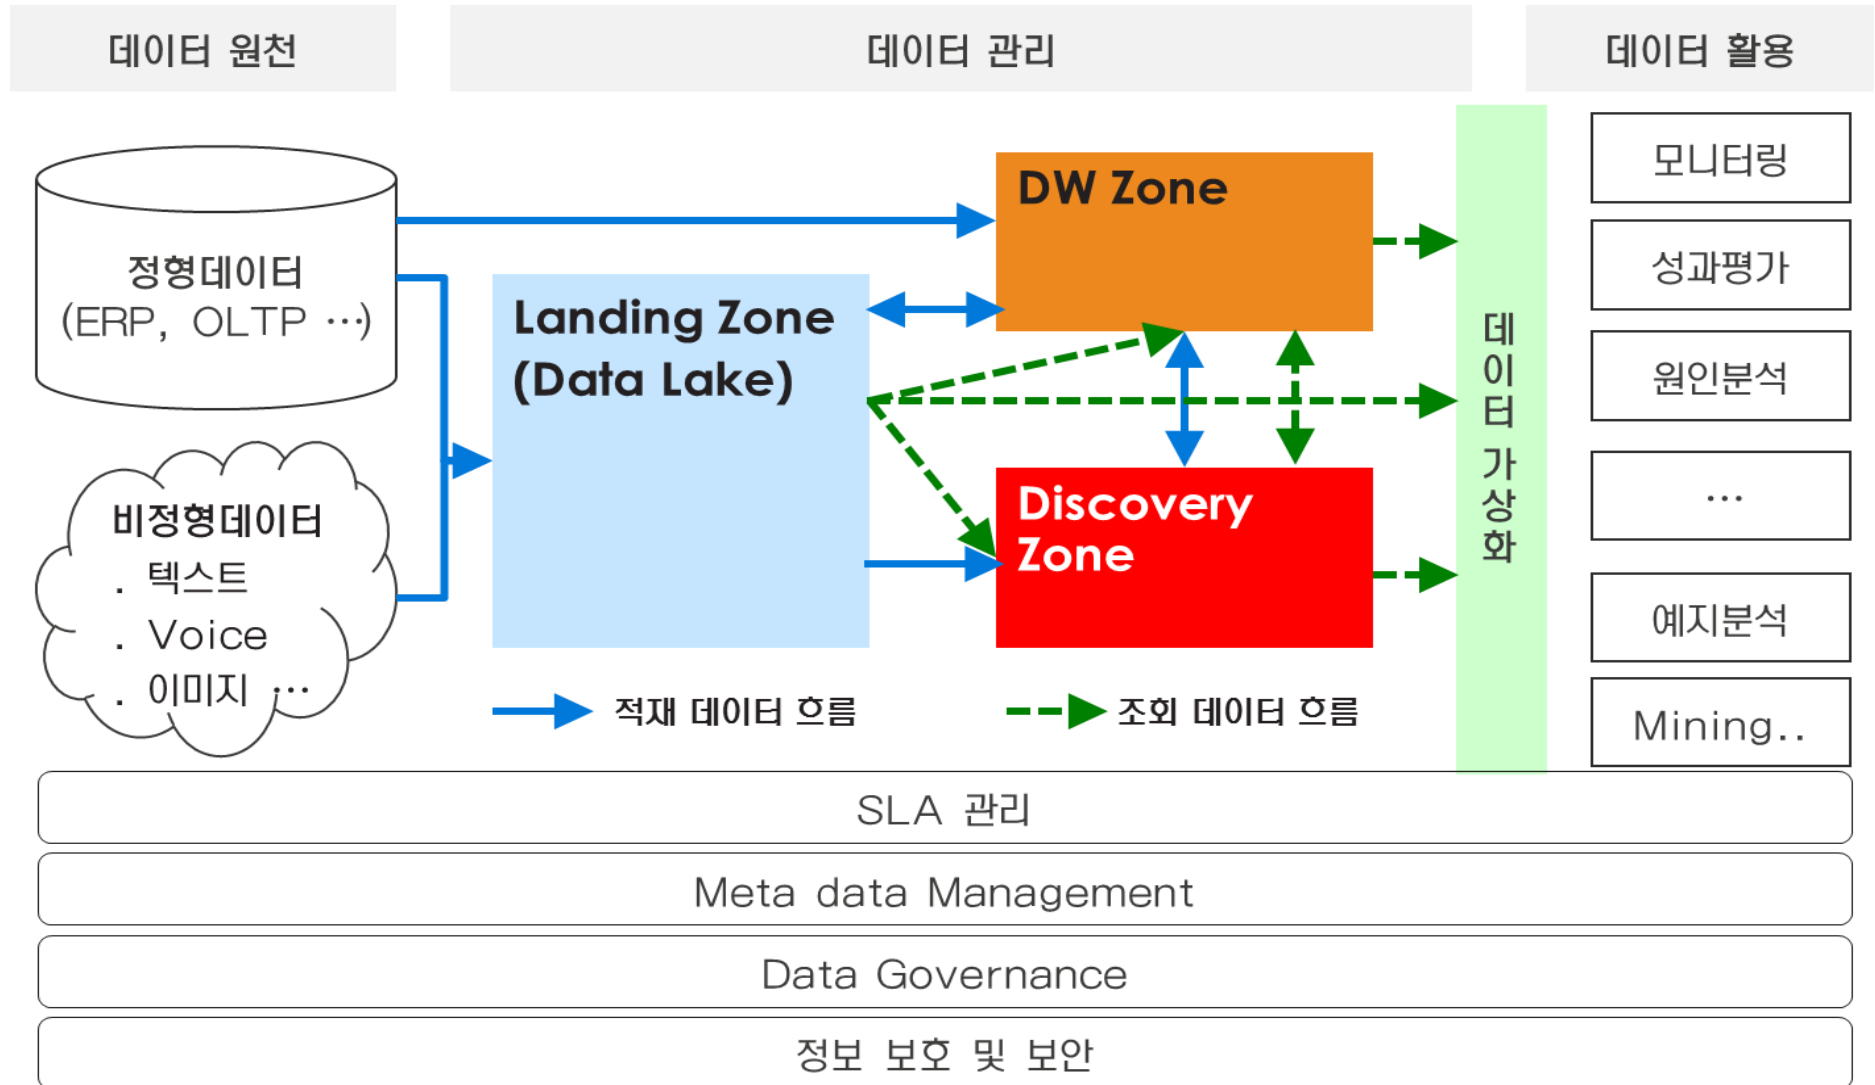 데이터 원천
데이터 관리
데이터 활용
정형데이터
(ERP, OLTP …)
비정형데이터
. 텍스트
. Voice
. 이미지 …
Landing Zone
(Data Lake)
DW Zone
Discovery
Zone
적재 데이터 흐름
조회 데이터 흐름
데이터 가상화
모니터링
성과평가
원인분석
…
예지분석
Mining..
SLA 관리
Meta data Management
Data Governance
정보 보호 및 보안